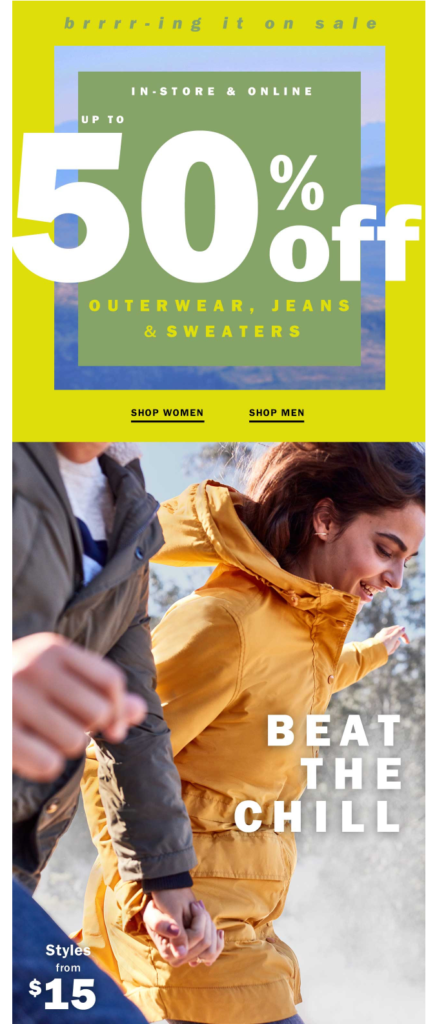 brrrr-ing it on sale
IN-STORE & ONLINE
UP TO
50% off
OUTERWEAR, JEANS
& SWEATERS
SHOP WOMEN SHOP MEN
BEAT
THE
CHILL
Styles
from
$15